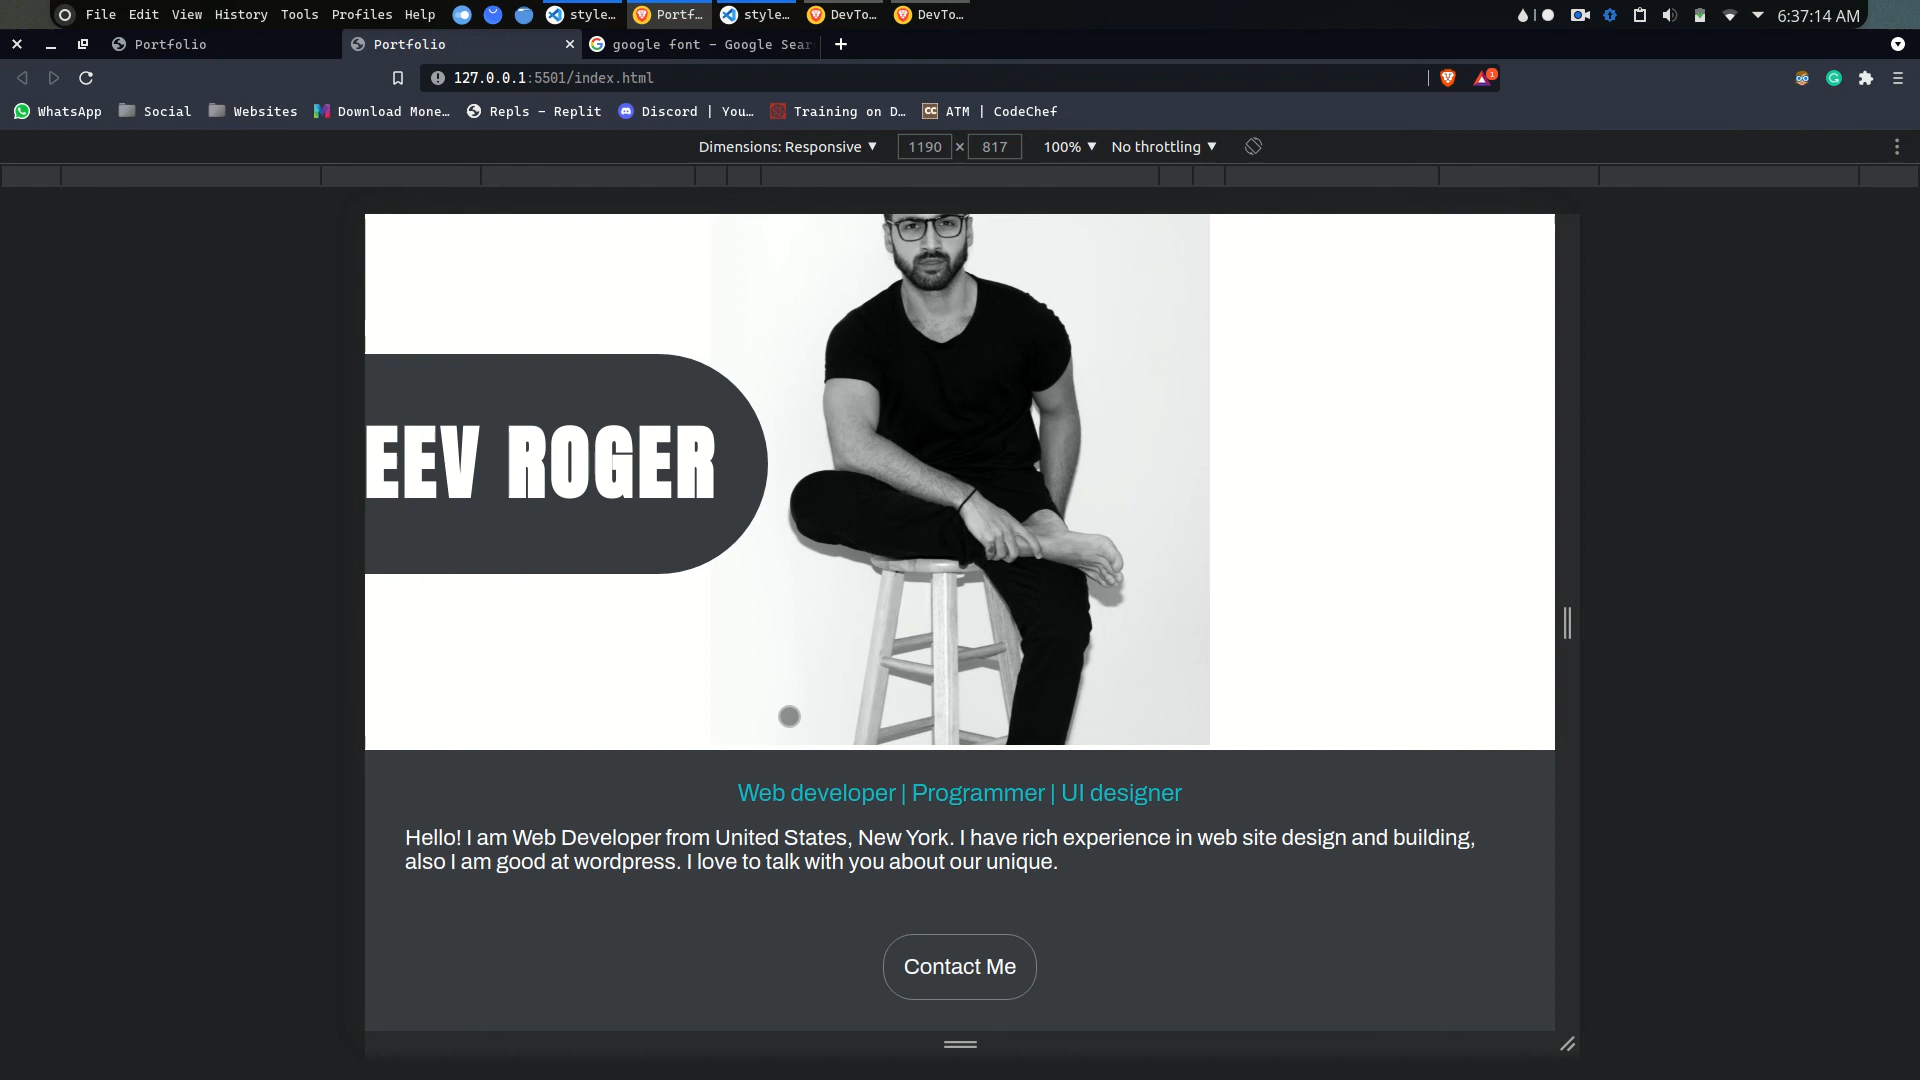 File Edit View History Tools Profiles Help style... Portf... style... DevTo... DevTo... 6:37:14 AM
Portfolio Portfolio google font - Google Sear
127.0.0.1:5501/index.html 1
WhatsApp Social Websites Download Mone... Repls - Replit Discord | You... Training on D... CC ATM | CodeChef
Dimensions: Responsive 1190 × 817 100% No throttling
EEV ROGER
Web developer | Programmer | UI designer
Hello! I am Web Developer from United States, New York. I have rich experience in web site design and building,
also I am good at wordpress. I love to talk with you about our unique.
Contact Me